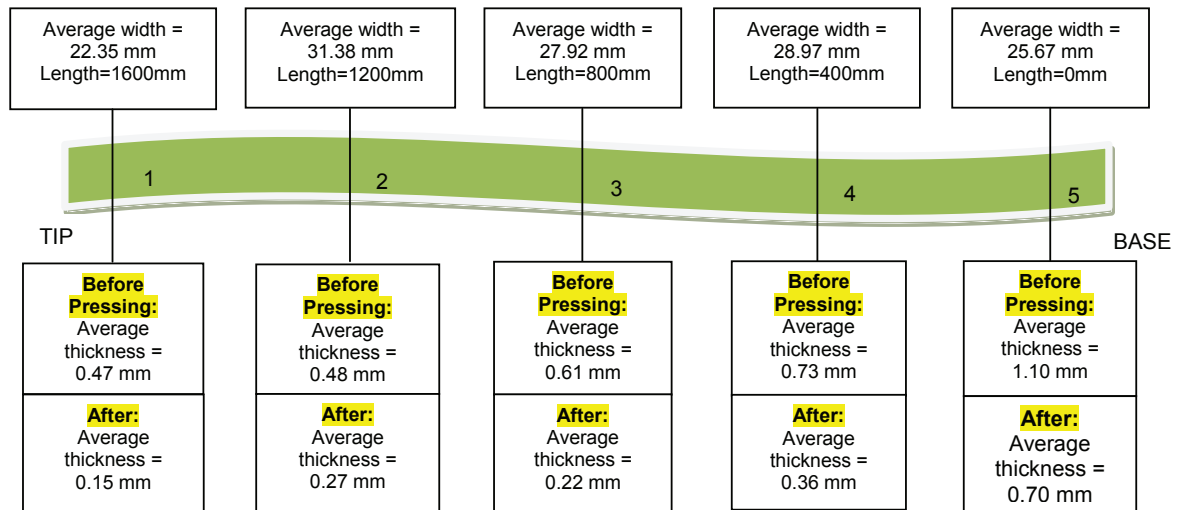 Average width =
22.35 mm
Length=1600mm
Average width =
31.38 mm
Length=1200mm
Average width =
27.92 mm
Length=800mm
Average width =
28.97 mm
Length=400mm
Average width =
25.67 mm
Length=0mm
1
2
3
4
5
TIP
BASE
Before
Pressing:
Average
thickness =
0.47 mm
After:
Average
thickness =
0.15 mm
Before
Pressing:
Average
thickness =
0.48 mm
After:
Average
thickness =
0.27 mm
Before
Pressing:
Average
thickness =
0.61 mm
After:
Average
thickness =
0.22 mm
Before
Pressing:
Average
thickness =
0.73 mm
After:
Average
thickness =
0.36 mm
Before
Pressing:
Average
thickness =
1.10 mm
After:
Average
thickness =
0.70 mm